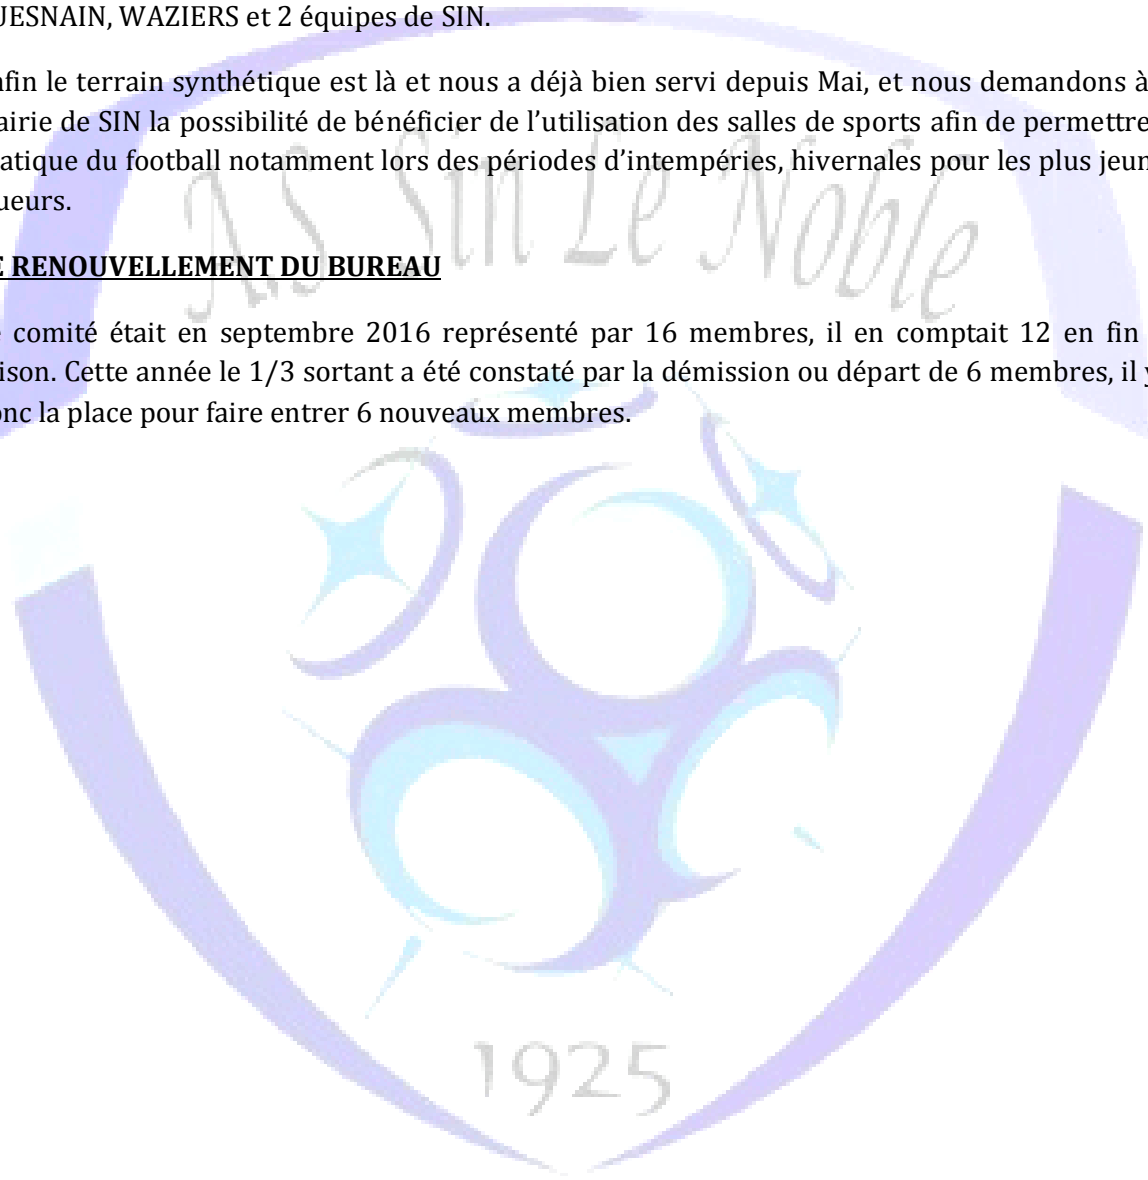 UESNAIN, WAZIERS et 2 équipes de SIN.
nfin le terrain synthétique est là et nous a déjà bien servi depuis Mai, et nous demandons à
airie de SIN la possibilité de bénéficier de l’utilisation des salles de sports afin de permettre
atique du football notamment lors des périodes d’intempéries, hivernales pour les plus jeun
ueurs.
A.S Sin Le Noble
E RENOUVELLEMENT DU BUREAU
e comité était en septembre 2016 représenté par 16 membres, il en comptait 12 en fin
ison. Cette année le 1/3 sortant a été constaté par la démission ou départ de 6 membres, il y
onc la place pour faire entrer 6 nouveaux membres.
1925